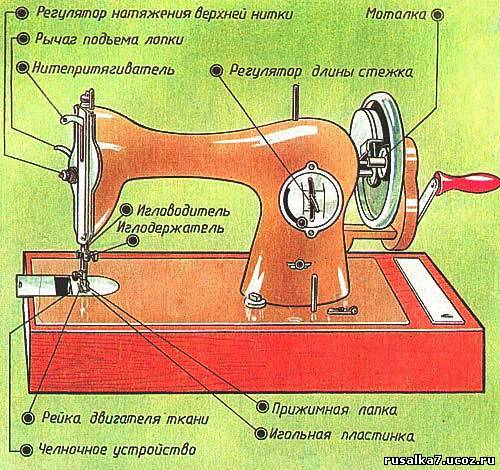 Регулятор натяжения верхней нитки
Моталка
Рычаг подъема лапки
Нитепритягиватель
Регулятор длины стежка
Игловодитель
Иглодержатель
Рейка двигателя ткани
Прижимная лапка
Челночное устройство
Игольная пластинка
rusalka7.ucoz.ru